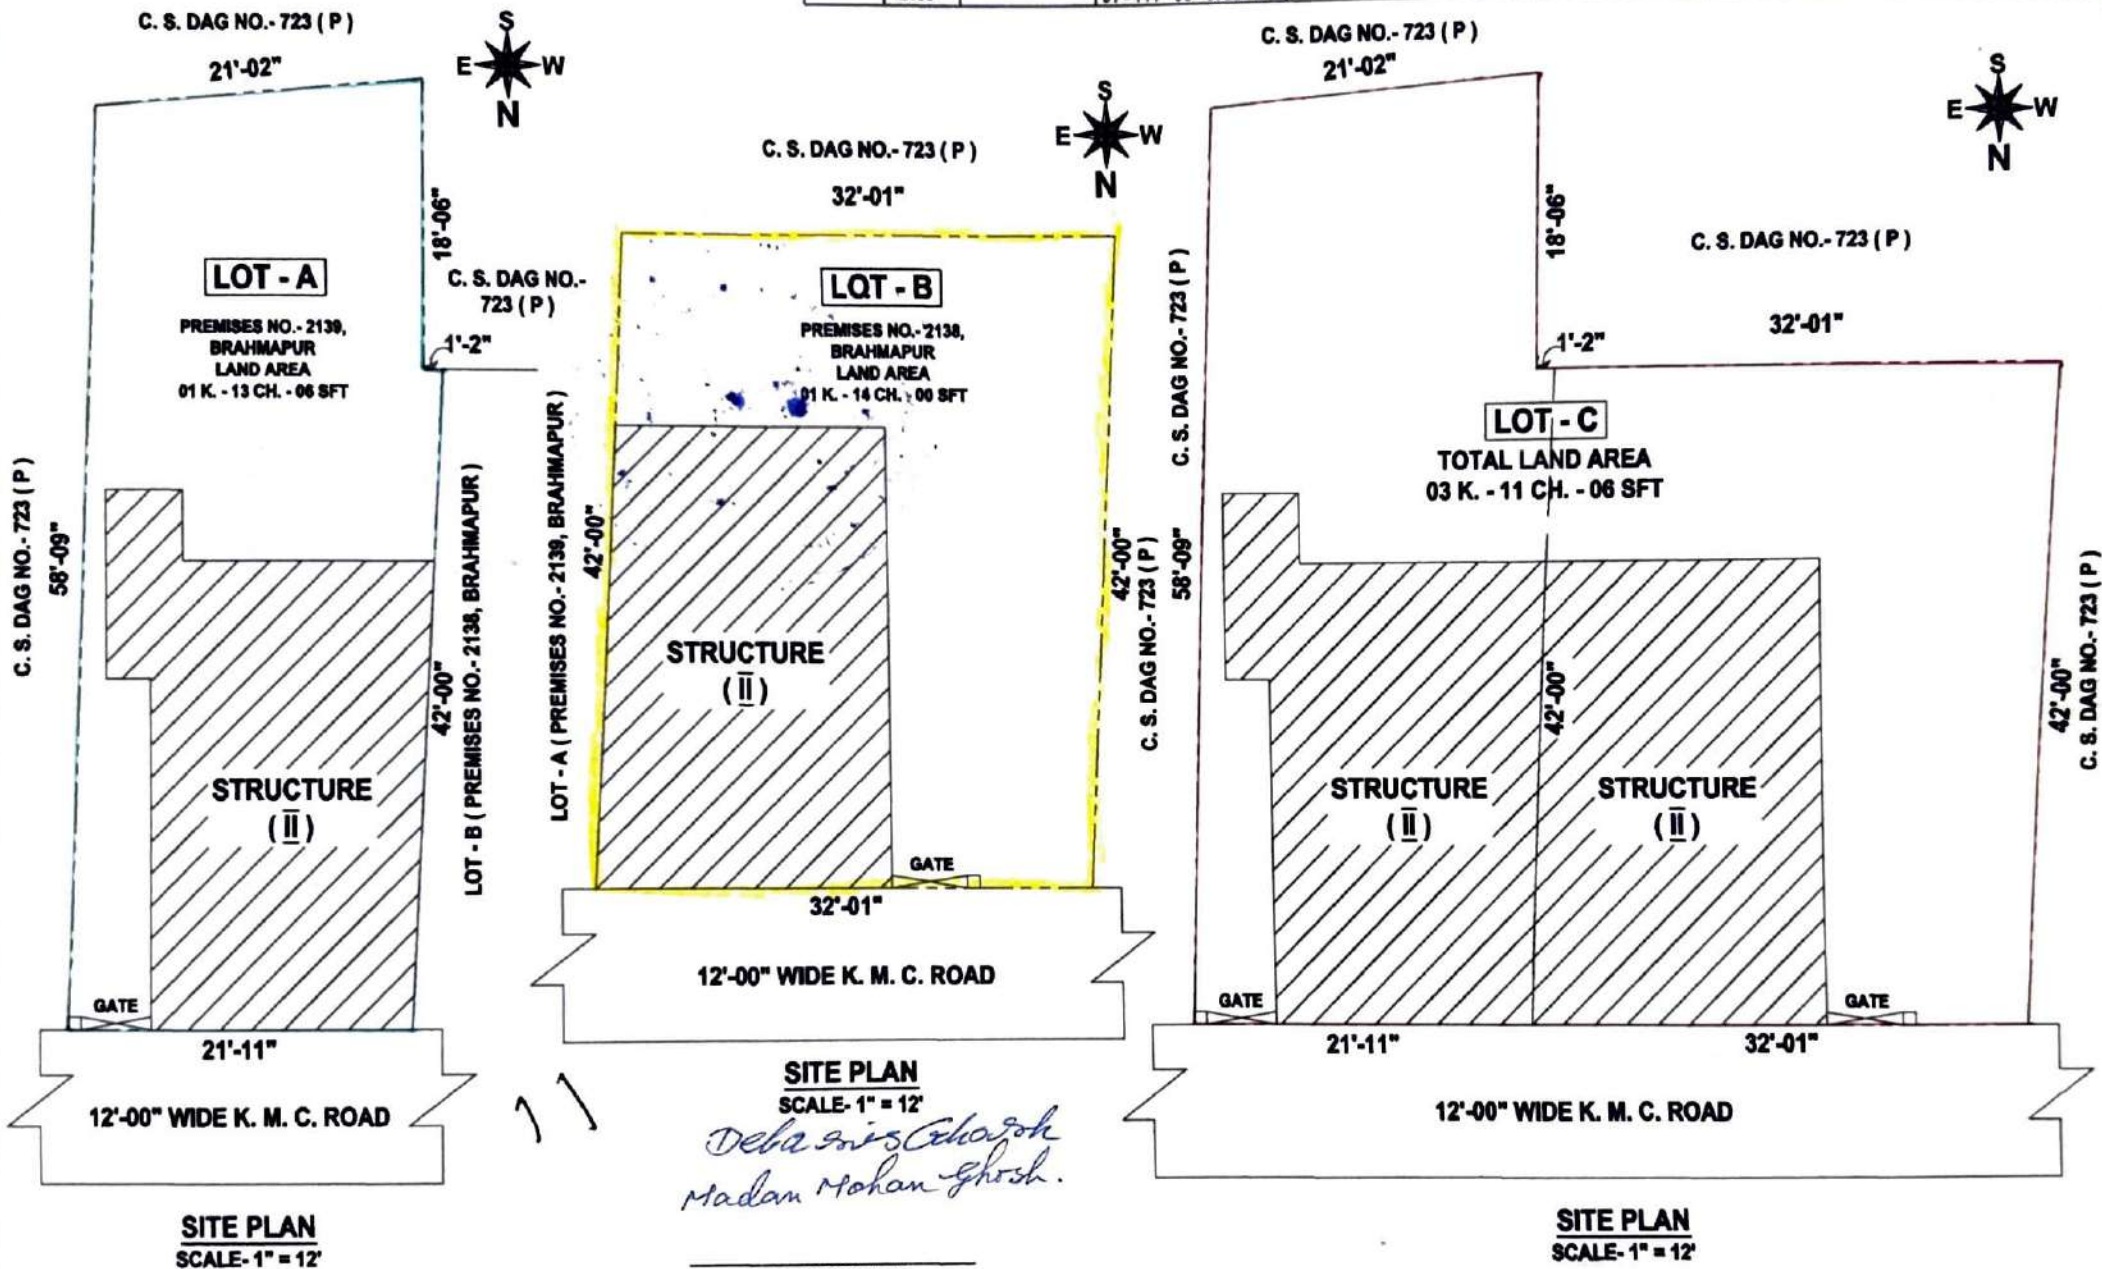 C. S. DAG NO.- 723 ( P )
21'-02"
S
E W
N
18'-06"
LOT - A
PREMISES NO.- 2139,
BRAHMAPUR
LAND AREA
01 K. - 13 CH. - 06 SFT
C. S. DAG NO.-
723 ( P )
1'-2"
C. S. DAG NO.- 723 ( P )
58'-09"
42'-00"
LOT - B ( PREMISES NO.- 2138, BRAHMAPUR )
STRUCTURE
( II )
GATE
21'-11"
12'-00" WIDE K. M. C. ROAD
SITE PLAN
SCALE- 1" = 12'
C. S. DAG NO.- 723 ( P )
32'-01"
S
E W
N
LOT - B
PREMISES NO.- 2138,
BRAHMAPUR
LAND AREA
01 K. - 14 CH. - 00 SFT
LOT - A ( PREMISES NO.- 2139, BRAHMAPUR )
42'-00"
STRUCTURE
( II )
42'-00"
C. S. DAG NO.- 723 ( P )
GATE
32'-01"
12'-00" WIDE K. M. C. ROAD
SITE PLAN
SCALE- 1" = 12'
Debasis Ghosh
Madan Mohan Ghosh.
C. S. DAG NO.- 723 ( P )
21'-02"
S
E W
N
18'-06"
C. S. DAG NO.- 723 ( P )
32'-01"
1'-2"
C. S. DAG NO.- 723 ( P )
58'-09"
LOT - C
TOTAL LAND AREA
03 K. - 11 CH. - 06 SFT
42'-00"
STRUCTURE
( II )
STRUCTURE
( II )
42'-00"
C. S. DAG NO.- 723 ( P )
GATE
GATE
21'-11"
32'-01"
12'-00" WIDE K. M. C. ROAD
SITE PLAN
SCALE- 1" = 12'